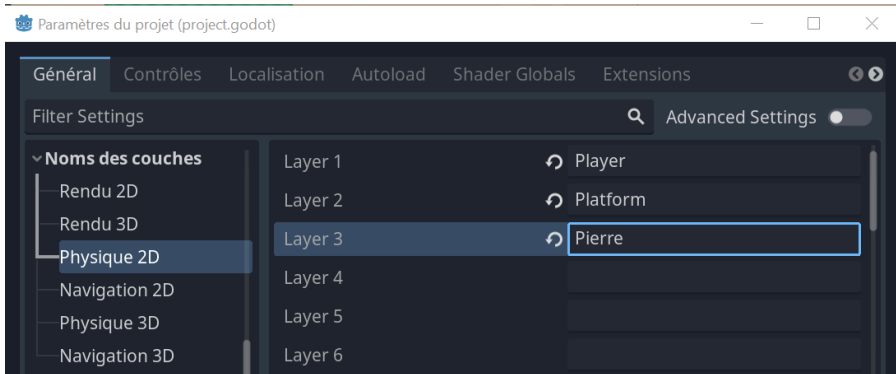 Paramètres du projet (project.godot)
Général Contrôles Localisation Autoload Shader Globals Extensions
Filter Settings Advanced Settings
Noms des couches
Rendu 2D
Rendu 3D
Physique 2D
Navigation 2D
Physique 3D
Navigation 3D
Layer 1 Player
Layer 2 Platform
Layer 3 Pierre
Layer 4
Layer 5
Layer 6